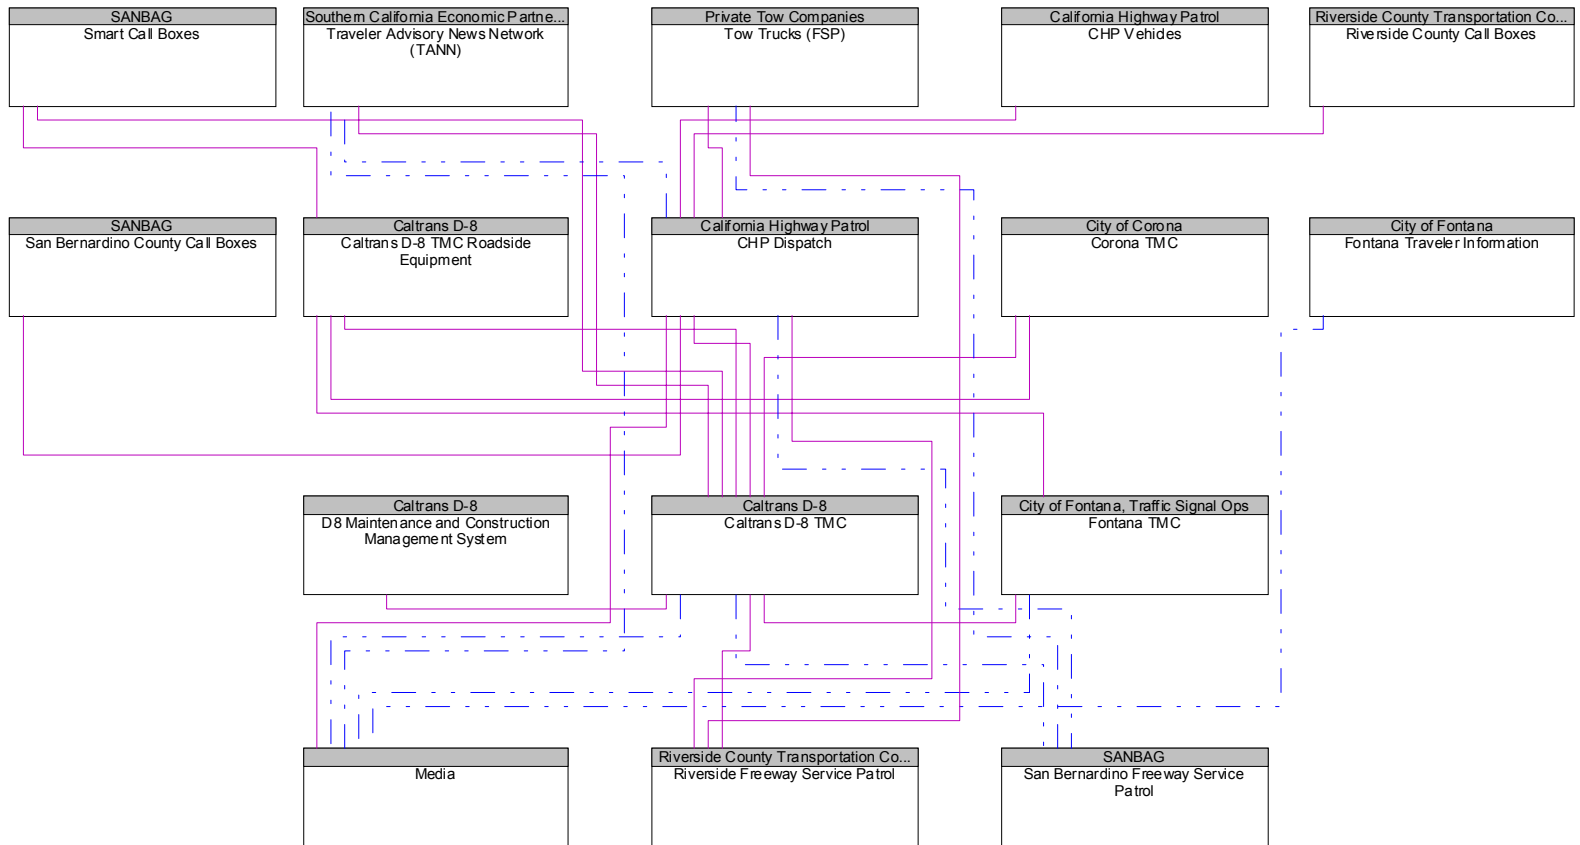 SANBAG
Smart Call Boxes
Southern California Economic Partne...
Traveler Advisory News Network
(TANN)
Private Tow Companies
Tow Trucks (FSP)
California Highway Patrol
CHP Vehicles
Riverside County Transportation Co...
Riverside County Call Boxes
SANBAG
San Bernardino County Call Boxes
Caltrans D-8
Caltrans D-8 TMC Roadside
Equipment
California Highway Patrol
CHP Dispatch
City of Corona
Corona TMC
City of Fontana
Fontana Traveler Information
Caltrans D-8
D8 Maintenance and Construction
Management System
Caltrans D-8
Caltrans D-8 TMC
City of Fontana, Traffic Signal Ops
Fontana TMC
Media
Riverside County Transportation Co...
Riverside Freeway Service Patrol
SANBAG
San Bernardino Freeway Service
Patrol